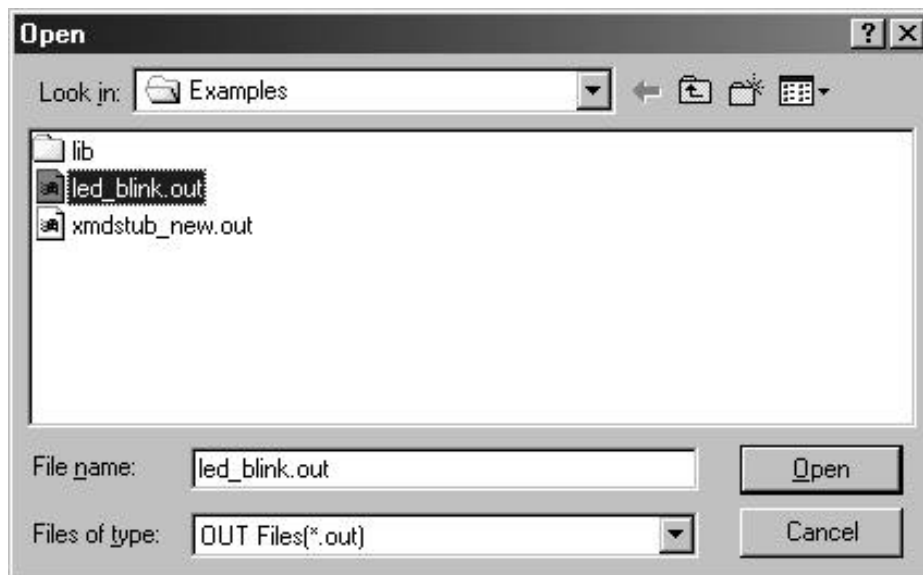 Open
Look in: Examples
lib
led_blink.out
xmdstub_new.out
File name: led_blink.out Open
Files of type: OUT Files(*.out) Cancel